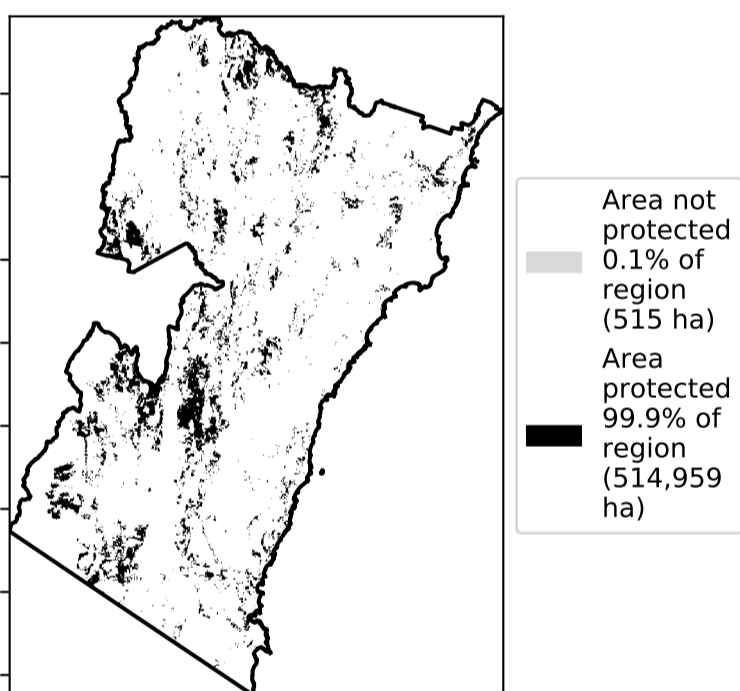 Area not
protected
0.1% of
region
(515 ha)
Area
protected
99.9% of
region
(514,959
ha)